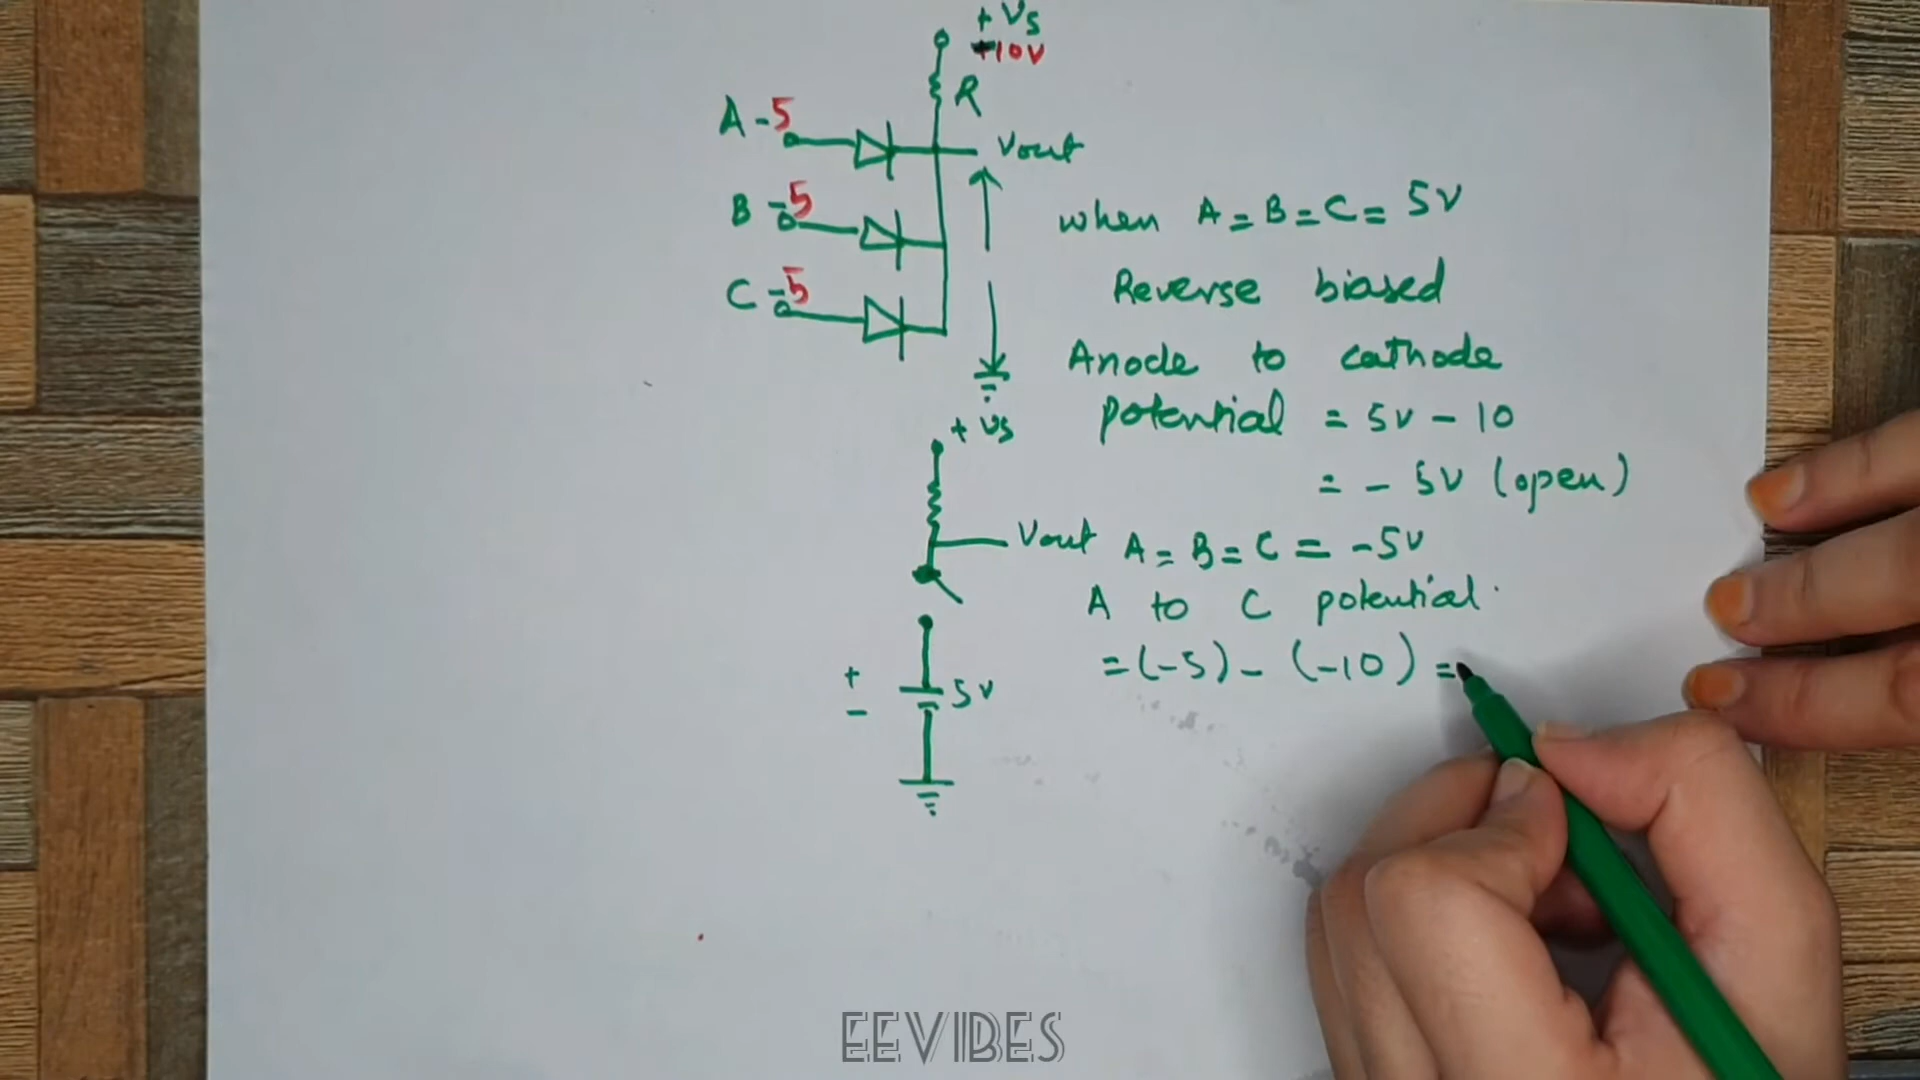 +Vs
+10V
R
A -5
Vout
B -5
C -5
when A = B = C = 5V
Reverse biased
Anode to cathode
potential = 5V - 10
= - 5V (open)
+ Vs
Vout
A = B = C = -5V
A to C potential.
= (-5) - (-10) =
+
-
5V
EEVIBES